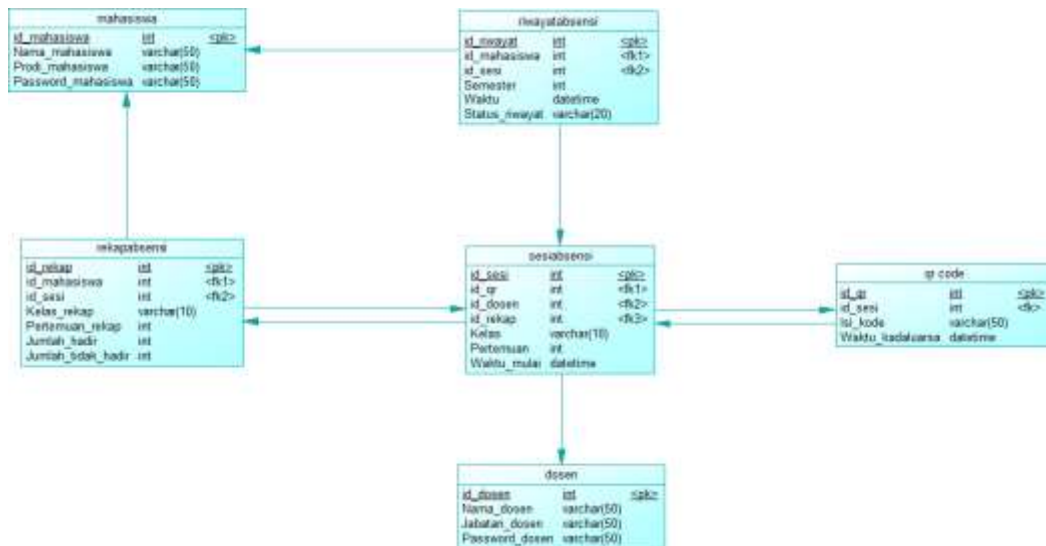 mahasiswa
id_mahasiswa int <pk>
Nama_mahasiswa varchar(50)
Prodi_mahasiswa varchar(50)
Password_mahasiswa varchar(50)
riwayatabsensi
id_riwayat int <pk>
id_mahasiswa int <fk1>
id_sesi int <fk2>
Semester int
Waktu datetime
Status_riwayat varchar(20)
rekapabsensi
id_rekap int <pk>
id_mahasiswa int <fk1>
id_sesi int <fk2>
Kelas_rekap varchar(10)
Pertemuan_rekap int
Jumlah_hadir int
Jumlah_tidak_hadir int
sesiabsensi
id_sesi int <pk>
id_qr int <fk1>
id_dosen int <fk2>
id_rekap int <fk3>
Kelas varchar(10)
Pertemuan int
Waktu_mulai datetime
qr code
id_qr int <pk>
id_sesi int <fk>
Isi_kode varchar(50)
Waktu_kadaluarsa datetime
dosen
id_dosen int <pk>
Nama_dosen varchar(50)
Jabatan_dosen varchar(50)
Password_dosen varchar(50)